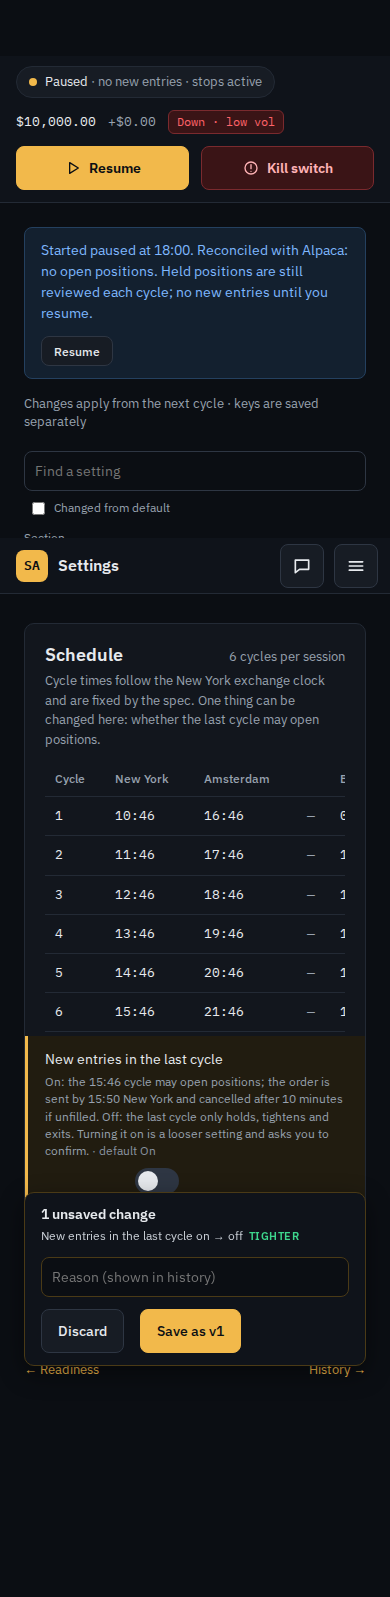 Paused · no new entries · stops active
$10,000.00 +$0.00 Down · low vol
Resume Kill switch
Started paused at 18:00. Reconciled with Alpaca:
no open positions. Held positions are still
reviewed each cycle; no new entries until you
resume.
Resume
Changes apply from the next cycle · keys are saved
separately
Find a setting
Changed from default
Section
SA Settings
Schedule 6 cycles per session
Cycle times follow the New York exchange clock
and are fixed by the spec. One thing can be
changed here: whether the last cycle may open
positions.
Cycle New York Amsterdam
1 10:46 16:46 —
2 11:46 17:46 — 1
3 12:46 18:46 — 1
4 13:46 19:46 — 1
5 14:46 20:46 — 1
6 15:46 21:46 — 1
New entries in the last cycle
On: the 15:46 cycle may open positions; the order is
sent by 15:50 New York and cancelled after 10 minutes
if unfilled. Off: the last cycle only holds, tightens and
exits. Turning it on is a looser setting and asks you to
confirm. · default On
1 unsaved change
New entries in the last cycle on → off TIGHTER
Reason (shown in history)
Discard Save as v1
← Readiness History →